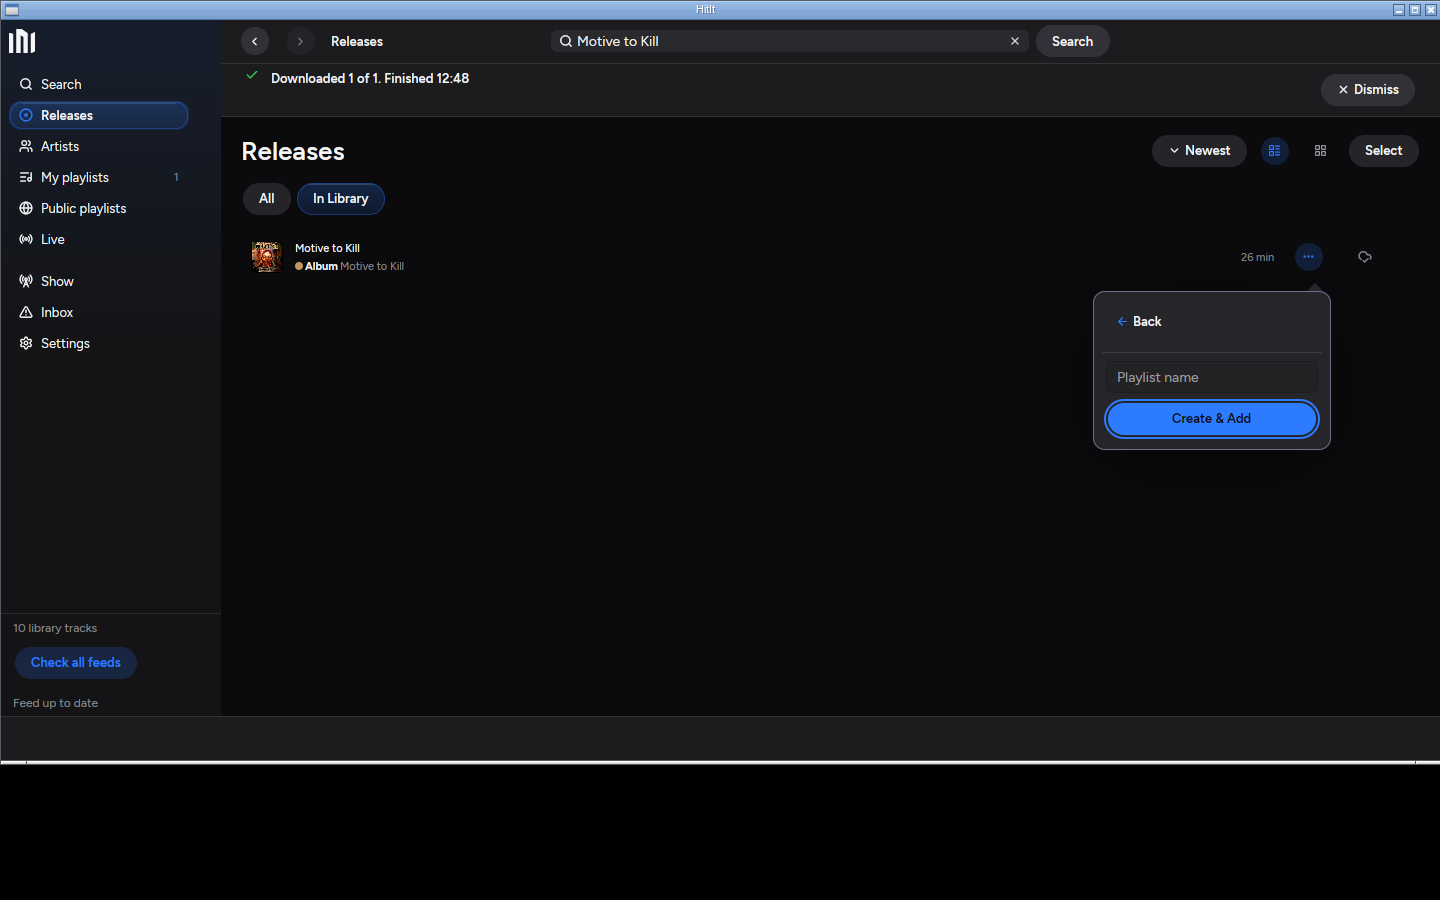 HitIt
Releases
Motive to Kill
Search
Search
Downloaded 1 of 1. Finished 12:48
Dismiss
Releases
Artists
My playlists 1
Public playlists
Live
Show
Inbox
Settings
Releases
Newest
Select
All
In Library
Motive to Kill
Album Motive to Kill
26 min
Back
Playlist name
Create & Add
10 library tracks
Check all feeds
Feed up to date